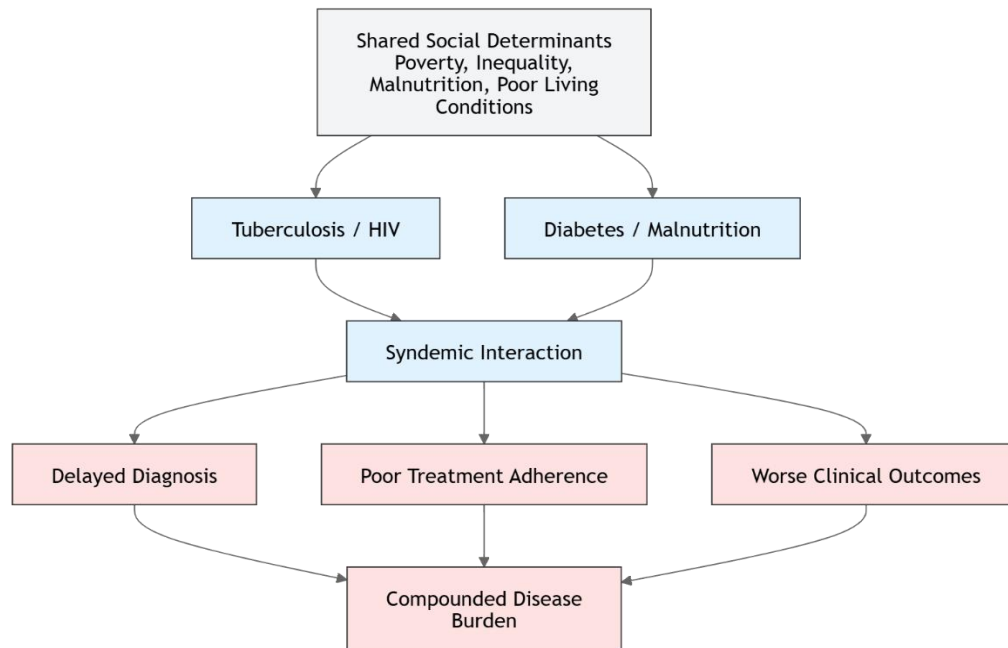 Shared Social Determinants
Poverty, Inequality,
Malnutrition, Poor Living
Conditions
Tuberculosis / HIV
Diabetes / Malnutrition
Syndemic Interaction
Delayed Diagnosis
Poor Treatment Adherence
Worse Clinical Outcomes
Compounded Disease
Burden